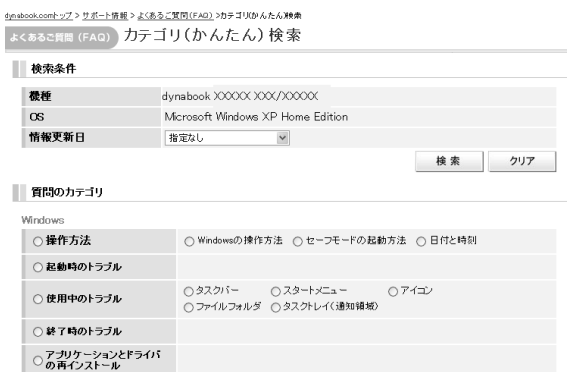 dynabook.comトップ > サポート情報 > よくあるご質問(FAQ) >カテゴリ(かんたん)検索
よくあるご質問 (FAQ) カテゴリ(かんたん) 検索
検索条件
機種 dynabook XXXXX XXX/XXXXX
OS Microsoft Windows XP Home Edition
情報更新日 指定なし
検 索 クリア
質問のカテゴリ
Windows
操作方法 Windowsの操作方法 セーフモードの起動方法 日付と時刻
起動時のトラブル
使用中のトラブル タスクバー スタートメニュー アイコン
ファイルフォルダ タスクトレイ(通知領域)
終了時のトラブル
アプリケーションとドライバ
の再インストール